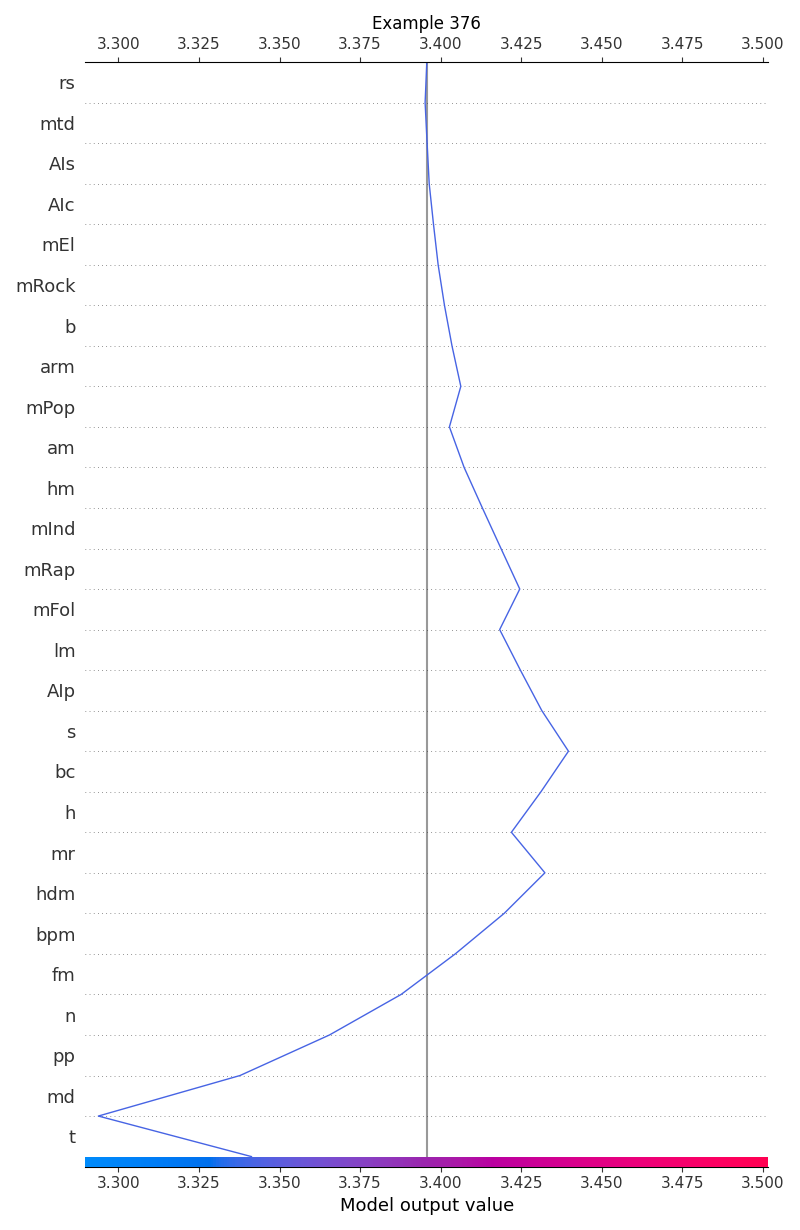 Example 376
3.300 3.325 3.350 3.375 3.400 3.425 3.450 3.475 3.500
rs
mtd
AIs
AIc
mEl
mRock
b
arm
mPop
am
hm
mInd
mRap
mFol
lm
AIp
s
bc
h
mr
hdm
bpm
fm
n
pp
md
t
3.300 3.325 3.350 3.375 3.400 3.425 3.450 3.475 3.500
Model output value